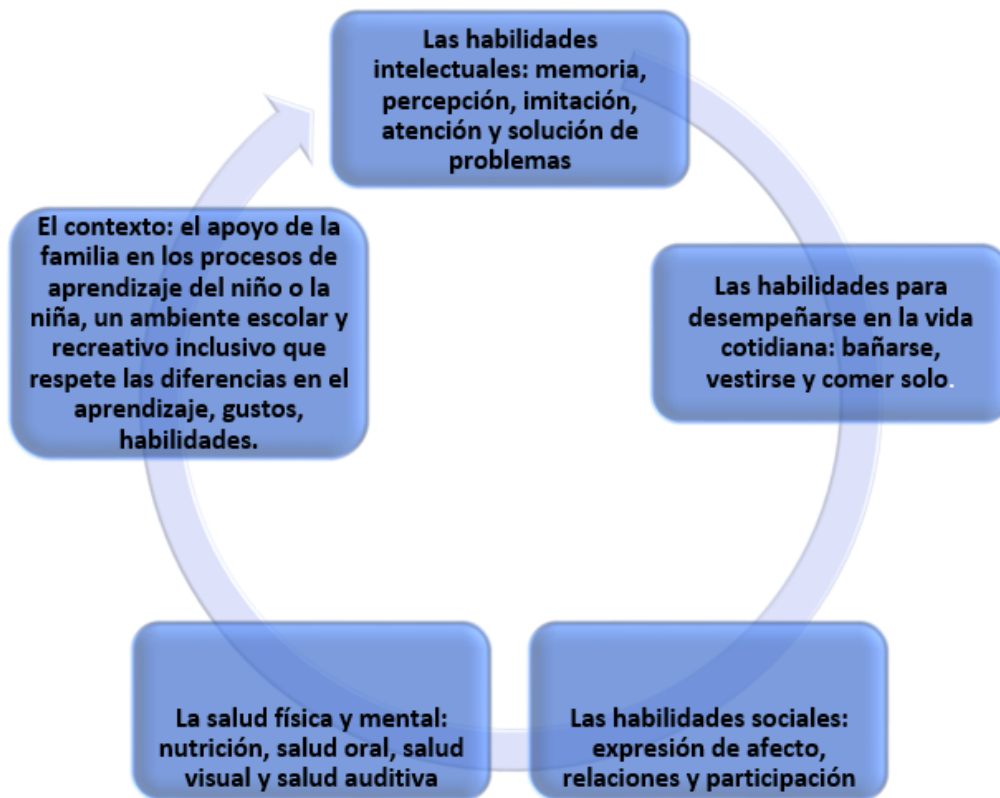 Las habilidades
intelectuales: memoria,
percepción, imitación,
atención y solución de
problemas
Las habilidades para
desempeñarse en la vida
cotidiana: bañarse,
vestirse y comer solo.
Las habilidades sociales:
expresión de afecto,
relaciones y participación
La salud física y mental:
nutrición, salud oral, salud
visual y salud auditiva
El contexto: el apoyo de la
familia en los procesos de
aprendizaje del niño o la
niña, un ambiente escolar y
recreativo inclusivo que
respete las diferencias en el
aprendizaje, gustos,
habilidades.